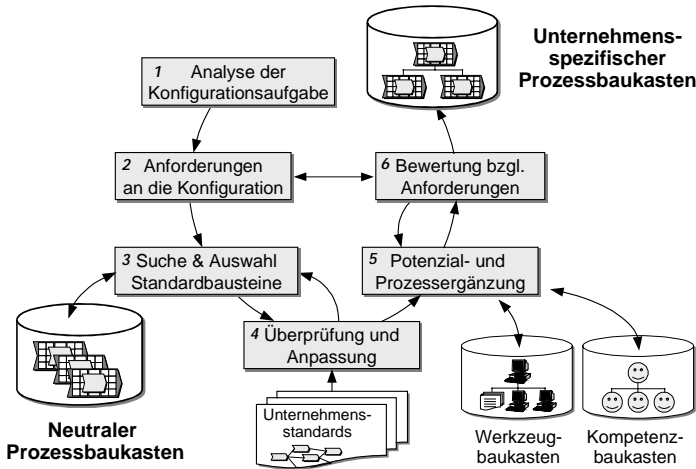 Unternehmens-
spezifischer
Prozessbaukasten
1 Analyse der
Konfigurationsaufgabe
2 Anforderungen
an die Konfiguration
6 Bewertung bzgl.
Anforderungen
3 Suche & Auswahl
Standardbausteine
5 Potenzial- und
Prozessergänzung
4 Überprüfung und
Anpassung
Neutraler
Prozessbaukasten
Unternehmens-
standards
Werkzeug-
baukasten
Kompetenz-
baukasten